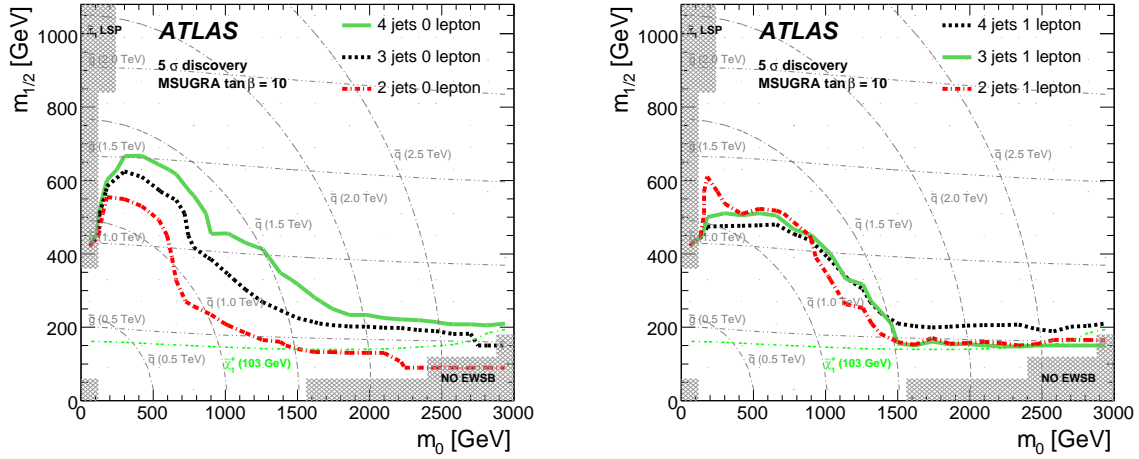 m₁/₂ [GeV]
1000
800
600
400
200
0
LSP
ATLAS
5 σ discovery
MSUGRA tan β = 10
4 jets 0 lepton
3 jets 0 lepton
2 jets 0 lepton
g̃ (2.0 TeV)
(1.5 TeV)
(1.0 TeV)
g̃ (0.5 TeV)
q̃ (2.5 TeV)
q̃ (2.0 TeV)
q̃ (1.5 TeV)
q̃ (1.0 TeV)
q̃ (0.5 TeV)
χ̃₁⁺ (103 GeV)
NO EWSB
0 500 1000 1500 2000 2500 3000
m₀ [GeV]
m₁/₂ [GeV]
1000
800
600
400
200
0
LSP
ATLAS
5 σ discovery
MSUGRA tan β = 10
4 jets 1 lepton
3 jets 1 lepton
2 jets 1 lepton
g̃ (2.0 TeV)
(1.5 TeV)
(1.0 TeV)
g̃ (0.5 TeV)
q̃ (2.5 TeV)
q̃ (2.0 TeV)
q̃ (1.5 TeV)
q̃ (1.0 TeV)
q̃ (0.5 TeV)
χ̃₁⁺ (103 GeV)
NO EWSB
0 500 1000 1500 2000 2500 3000
m₀ [GeV]